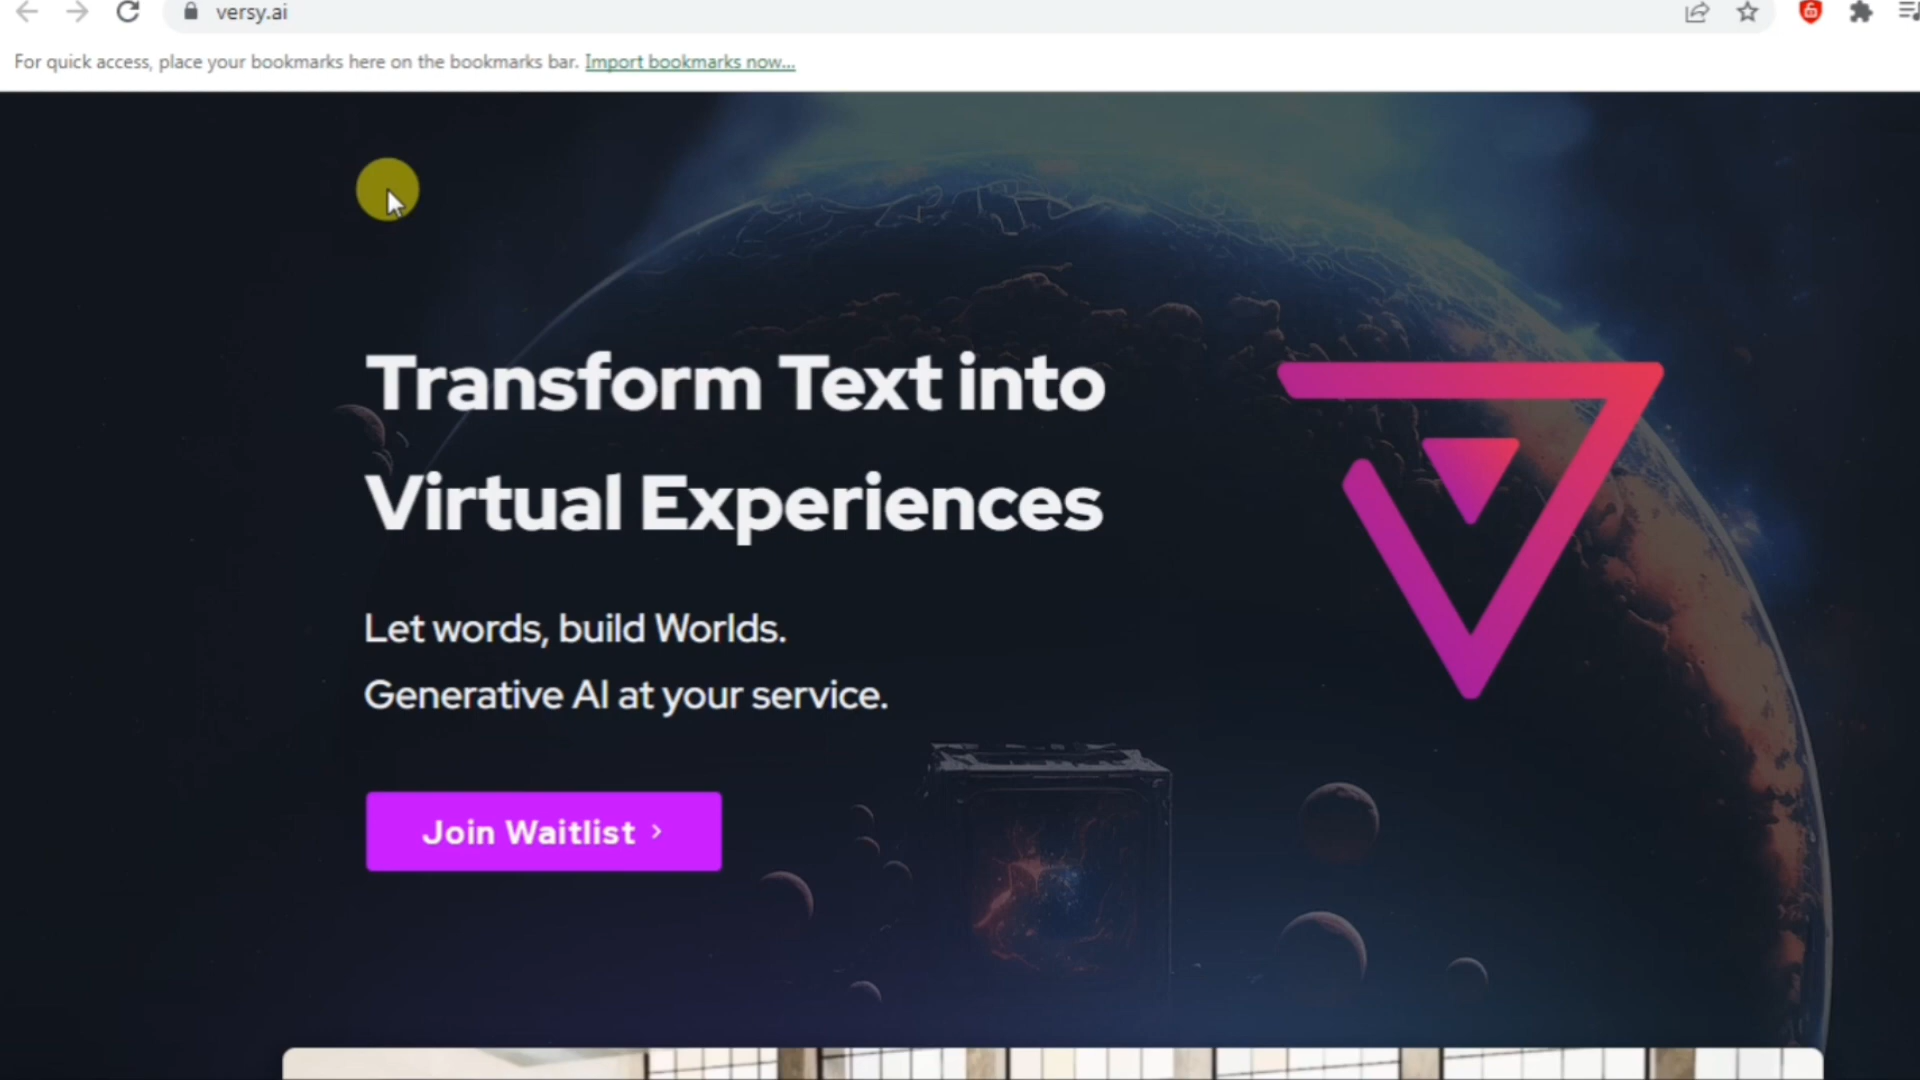 versy.ai
For quick access, place your bookmarks here on the bookmarks bar. Import bookmarks now...
Transform Text into
Virtual Experiences
Let words, build Worlds.
Generative AI at your service.
Join Waitlist >